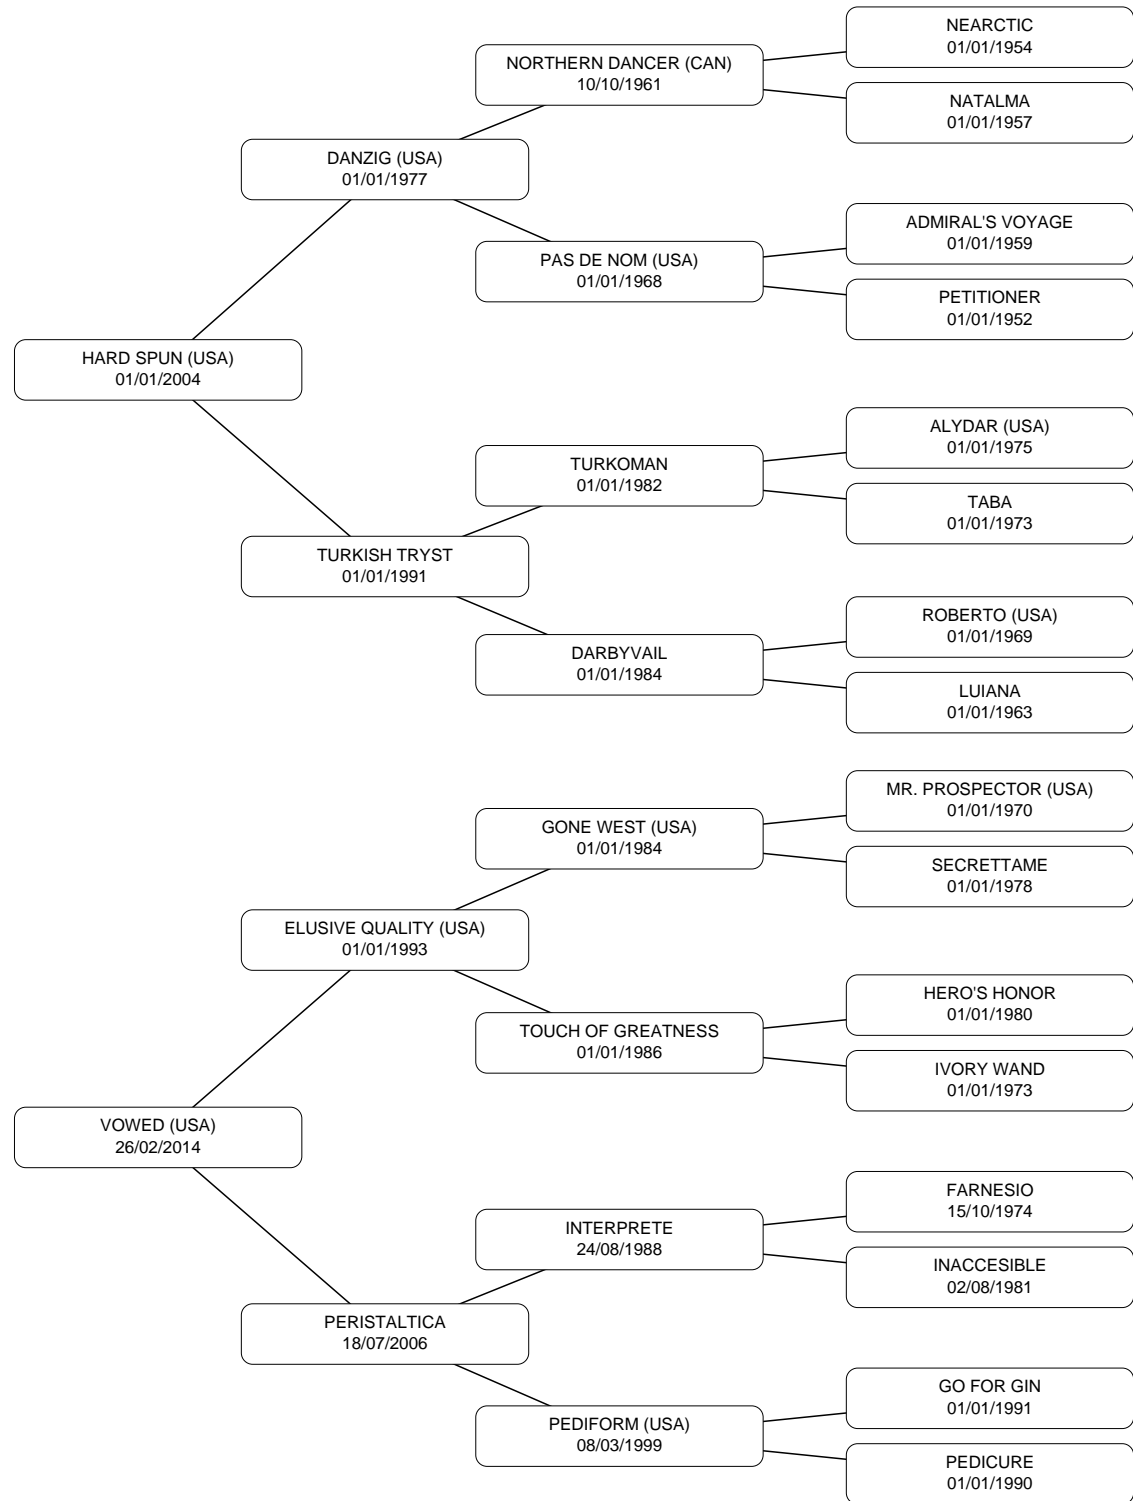 NEARCTIC
01/01/1954
NORTHERN DANCER (CAN)
10/10/1961
NATALMA
01/01/1957
DANZIG (USA)
01/01/1977
ADMIRAL'S VOYAGE
01/01/1959
PAS DE NOM (USA)
01/01/1968
PETITIONER
01/01/1952
HARD SPUN (USA)
01/01/2004
ALYDAR (USA)
01/01/1975
TURKOMAN
01/01/1982
TABA
01/01/1973
TURKISH TRYST
01/01/1991
ROBERTO (USA)
01/01/1969
DARBYVAIL
01/01/1984
LUIANA
01/01/1963
MR. PROSPECTOR (USA)
01/01/1970
GONE WEST (USA)
01/01/1984
SECRETTAME
01/01/1978
ELUSIVE QUALITY (USA)
01/01/1993
HERO'S HONOR
01/01/1980
TOUCH OF GREATNESS
01/01/1986
IVORY WAND
01/01/1973
VOWED (USA)
26/02/2014
FARNESIO
15/10/1974
INTERPRETE
24/08/1988
INACCESIBLE
02/08/1981
PERISTALTICA
18/07/2006
GO FOR GIN
01/01/1991
PEDIFORM (USA)
08/03/1999
PEDICURE
01/01/1990